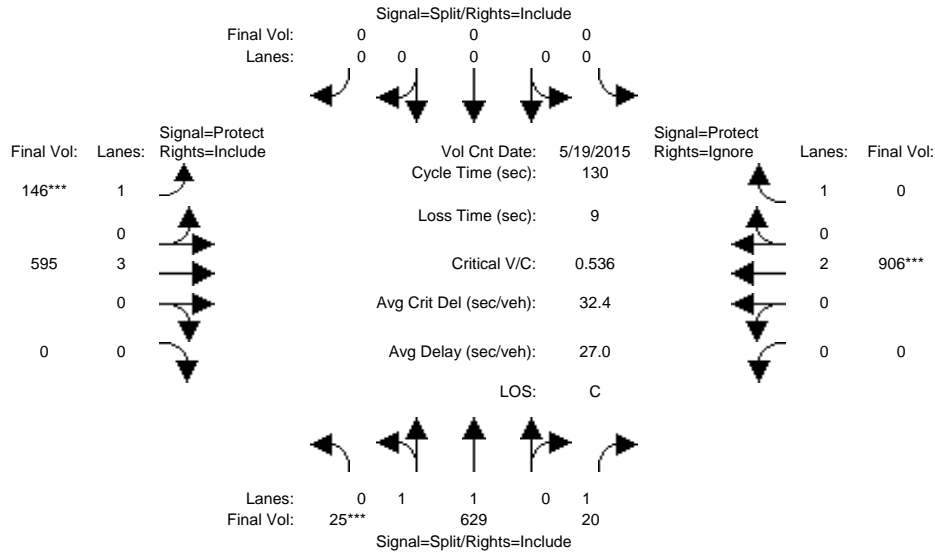 Signal=Split/Rights=Include
Final Vol: 0 0 0
Lanes: 0 0 0 0 0
Signal=Protect Signal=Protect
Final Vol: Lanes: Rights=Include Vol Cnt Date: 5/19/2015 Rights=Ignore Lanes: Final Vol:
Cycle Time (sec): 130
146*** 1 1 0
Loss Time (sec): 9
0 0
595 3 Critical V/C: 0.536 2 906***
0 Avg Crit Del (sec/veh): 32.4 0
0 0 Avg Delay (sec/veh): 27.0 0 0
LOS: C
Lanes: 0 1 1 0 1
Final Vol: 25*** 629 20
Signal=Split/Rights=Include